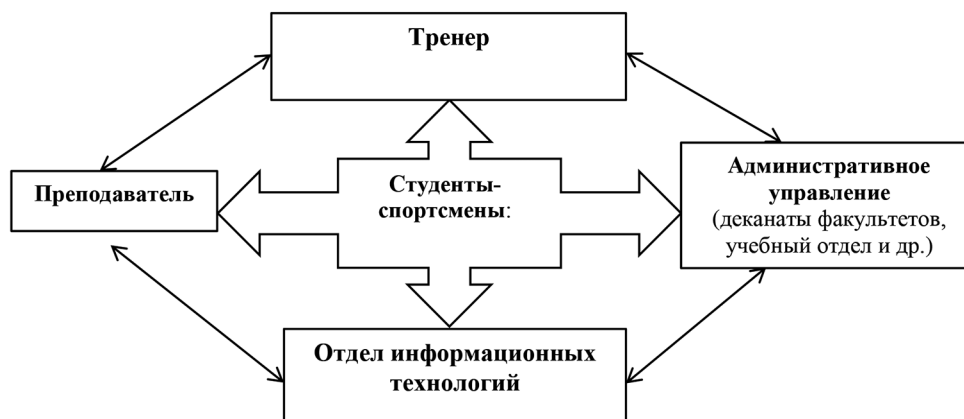 Тренер
Преподаватель
Студенты-
спортсмены:
Административное
управление
(деканаты факультетов,
учебный отдел и др.)
Отдел информационных
технологий